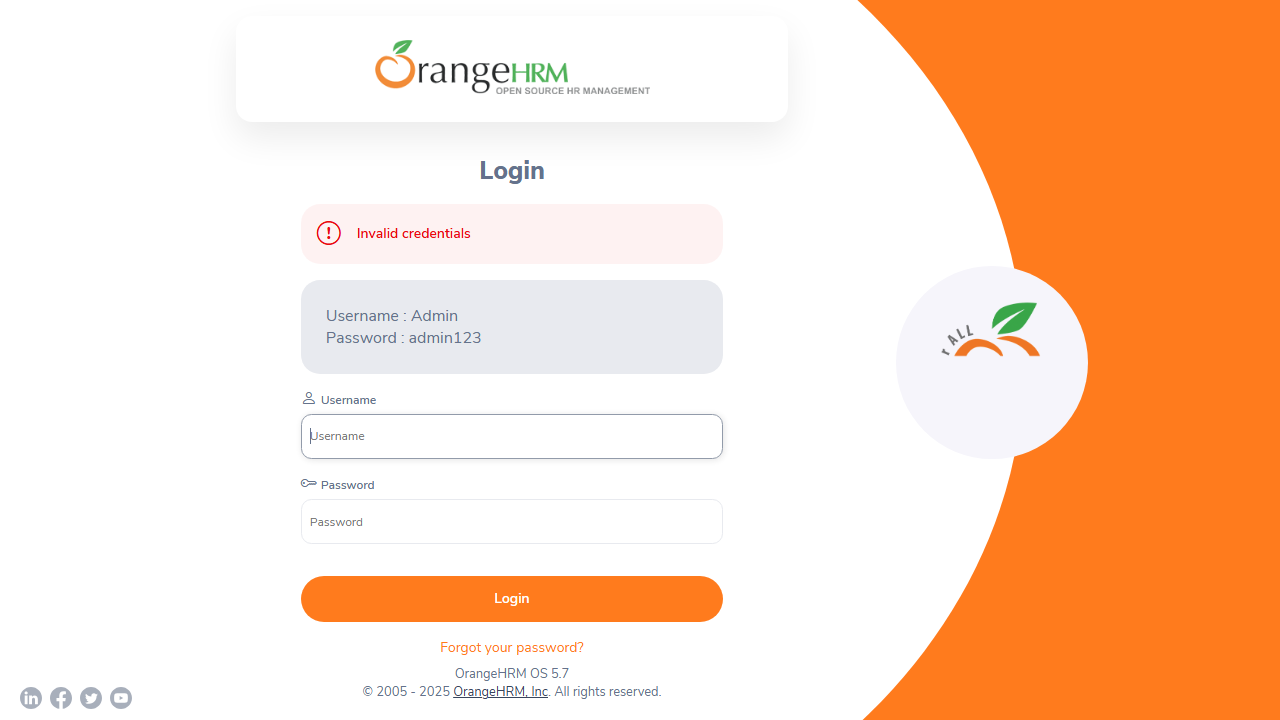 OrangeHRM
OPEN SOURCE HR MANAGEMENT
Login
Invalid credentials
Username : Admin
Password : admin123
Username
Username
Password
Password
Login
Forgot your password?
OrangeHRM OS 5.7
© 2005 - 2025 OrangeHRM, Inc. All rights reserved.
r ALL